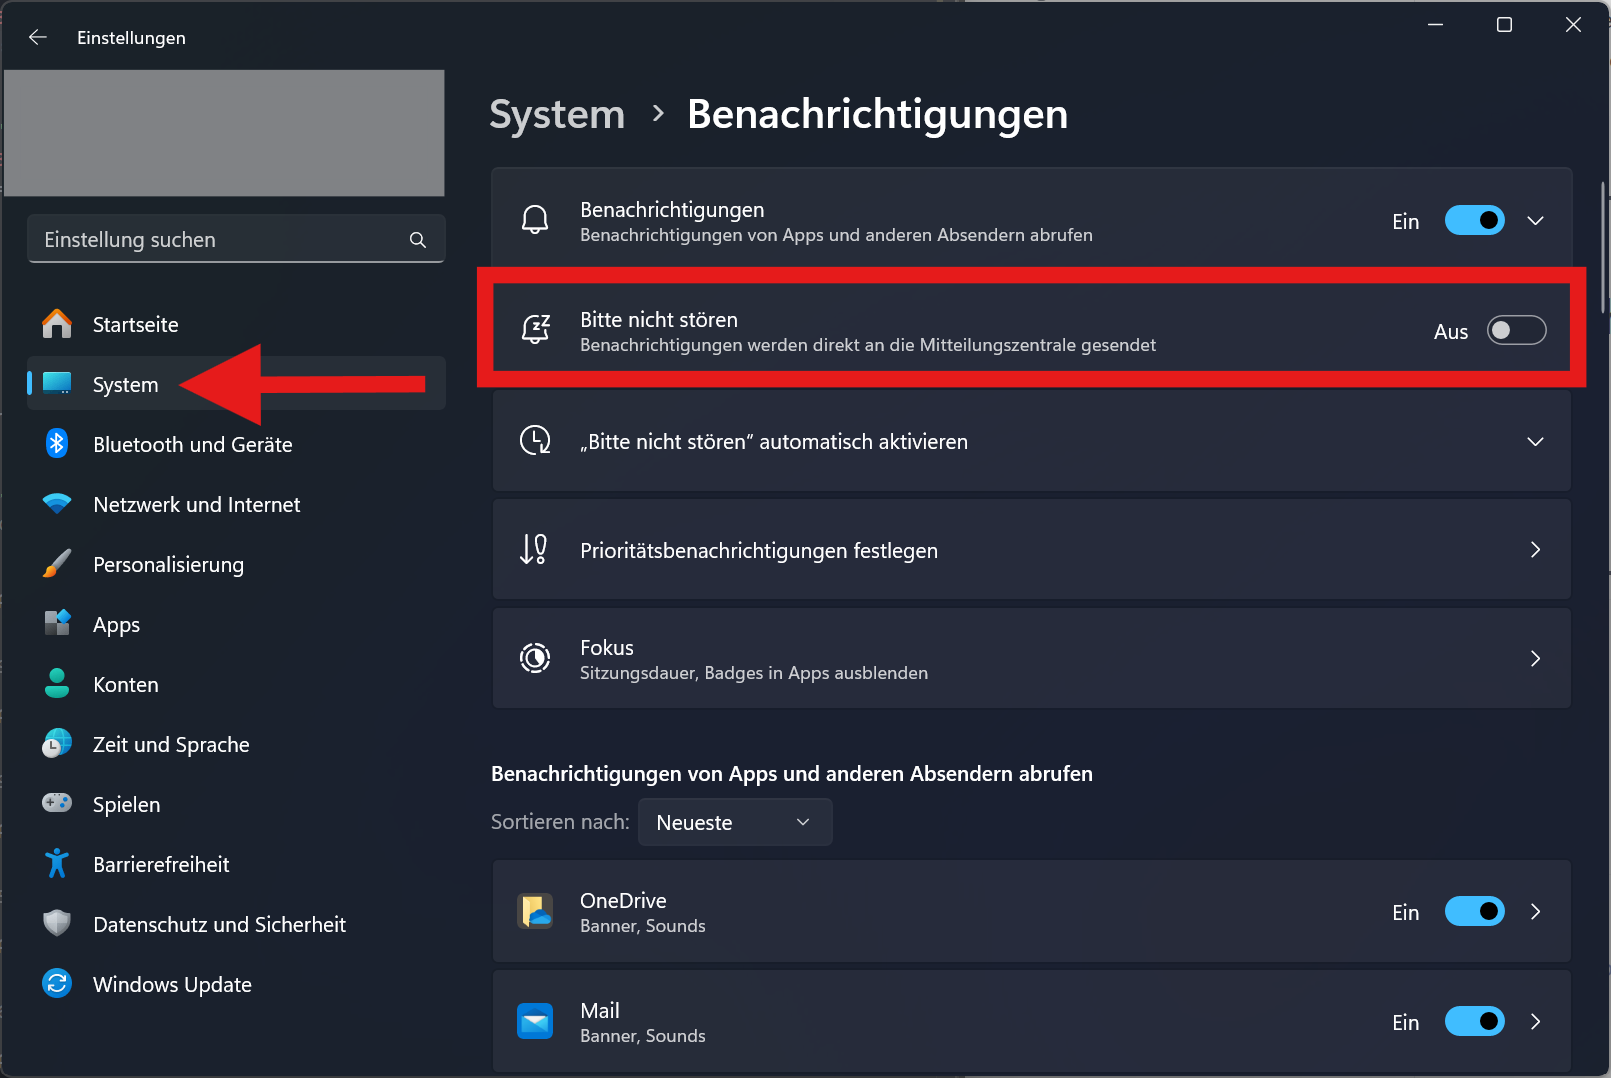 Einstellungen
Einstellung suchen
Startseite
System
Bluetooth und Geräte
Netzwerk und Internet
Personalisierung
Apps
Konten
Zeit und Sprache
Spielen
Barrierefreiheit
Datenschutz und Sicherheit
Windows Update
System > Benachrichtigungen
Benachrichtigungen
Benachrichtigungen von Apps und anderen Absendern abrufen
Ein
Bitte nicht stören
Benachrichtigungen werden direkt an die Mitteilungszentrale gesendet
Aus
„Bitte nicht stören“ automatisch aktivieren
Prioritätsbenachrichtigungen festlegen
Fokus
Sitzungsdauer, Badges in Apps ausblenden
Benachrichtigungen von Apps und anderen Absendern abrufen
Sortieren nach: Neueste
OneDrive
Banner, Sounds
Ein
Mail
Banner, Sounds
Ein